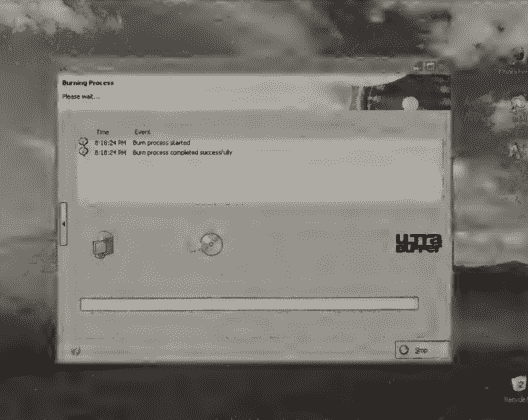 Burning Process
Please wait...
Time Event
8:18:24 PM Burn process started
8:18:24 PM Burn process completed successfully
ULTRA
BUFFER
Stop